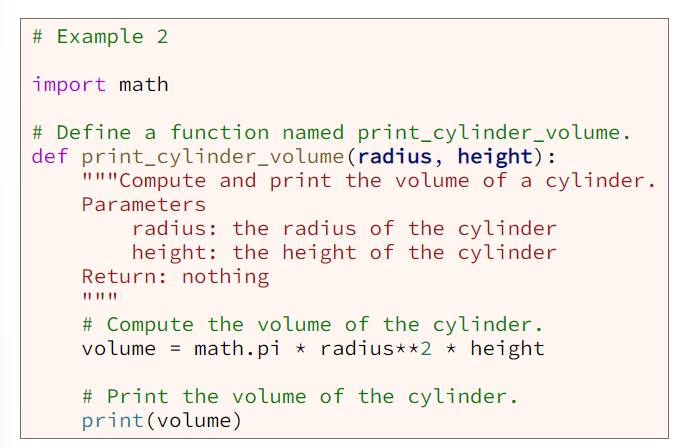 # Example 2
import math
# Define a function named print_cylinder_volume.
def print_cylinder_volume(radius, height):
    """Compute and print the volume of a cylinder.
    Parameters
        radius: the radius of the cylinder
        height: the height of the cylinder
    Return: nothing
    """
    # Compute the volume of the cylinder.
    volume = math.pi * radius**2 * height
    # Print the volume of the cylinder.
    print(volume)